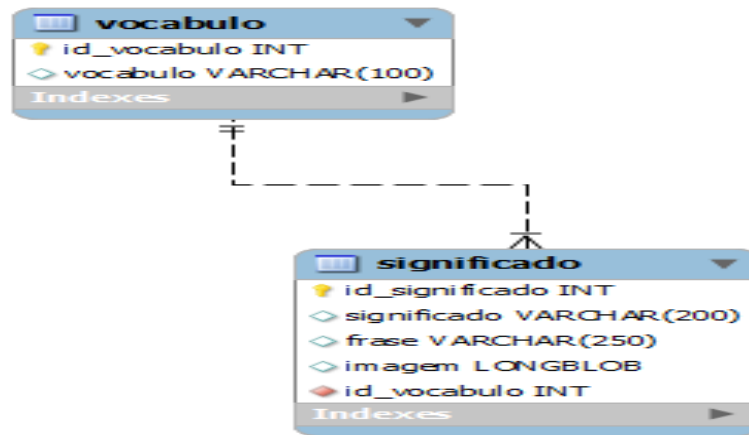 vocabulo
id_vocabulo INT
vocabulo VARCHAR(100)
Indexes
significado
id_significado INT
significado VARCHAR(200)
frase VARCHAR(250)
imagem LONGBLOB
id_vocabulo INT
Indexes